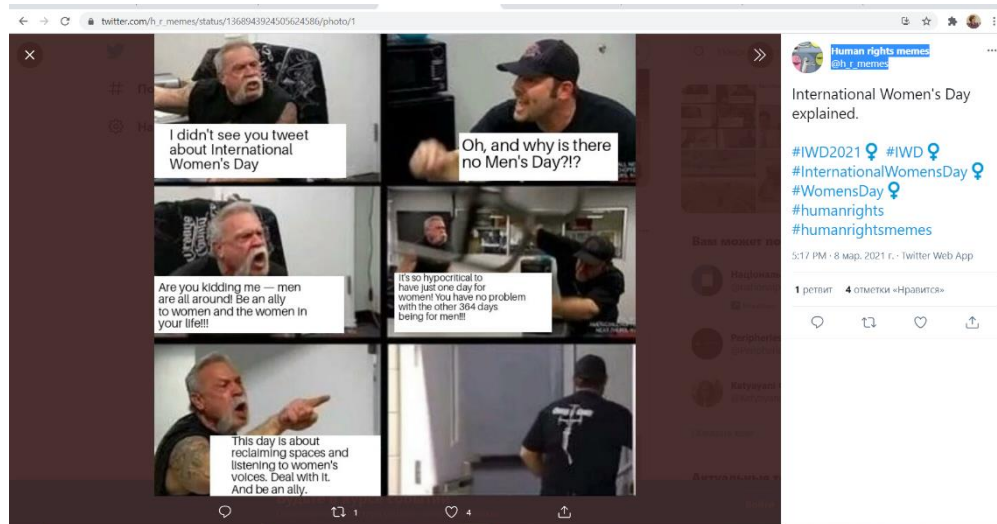 twitter.com/h_r_memes/status/1368943924505624586/photo/1
I didn't see you tweet
about International
Women's Day
Oh, and why is there
no Men's Day?!?
Are you kidding me — men
are all around! Be an ally
to women and the women in
your life!!!
It's so hypocritical to
have just one day for
women! You have no problem
with the other 364 days
being for men!!!
This day is about
reclaiming spaces and
listening to women's
voices. Deal with it.
And be an ally.
1
4
Human rights memes
@h_r_memes
International Women's Day
explained.
#IWD2021 #IWD
#InternationalWomensDay
#WomensDay
#humanrights
#humanrightsmemes
5:17 PM · 8 мар. 2021 г. · Twitter Web App
1 ретвит 4 отметки «Нравится»